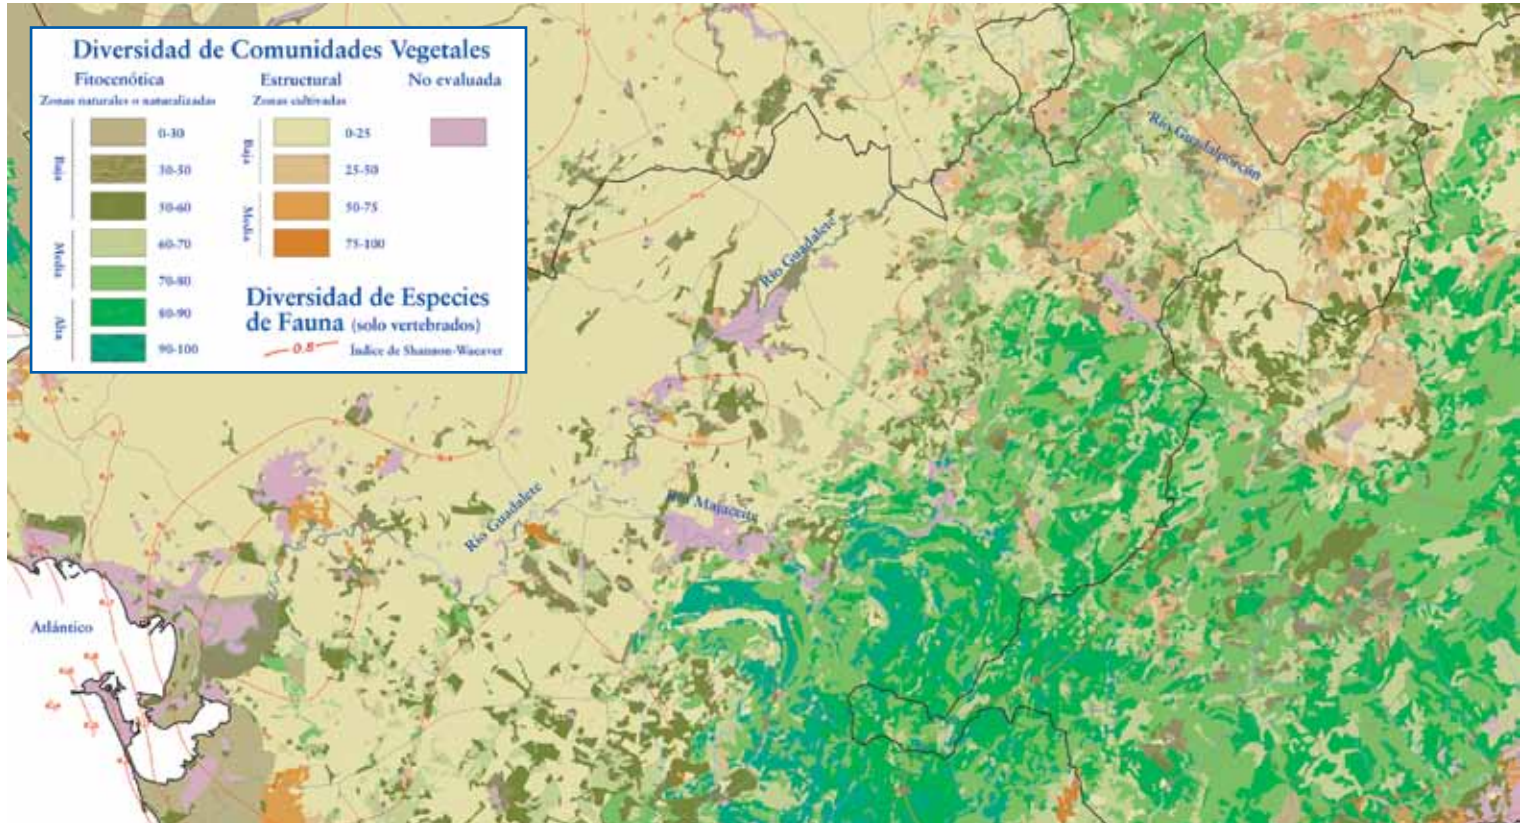 Diversidad de Comunidades Vegetales
Fitocenótica
Zonas naturales o naturalizadas
Baja
0-30
30-50
50-60
Media
60-70
70-80
Alta
80-90
90-100
Estructural
Zonas cultivadas
Baja
0-25
25-50
Media
50-75
75-100
No evaluada
Diversidad de Especies
de Fauna (solo vertebrados)
0.8
Índice de Shannon-Waeaver
Río Guadalporcún
Río Guadalete
Río Guadalete
Río Majaceite
Atlántico